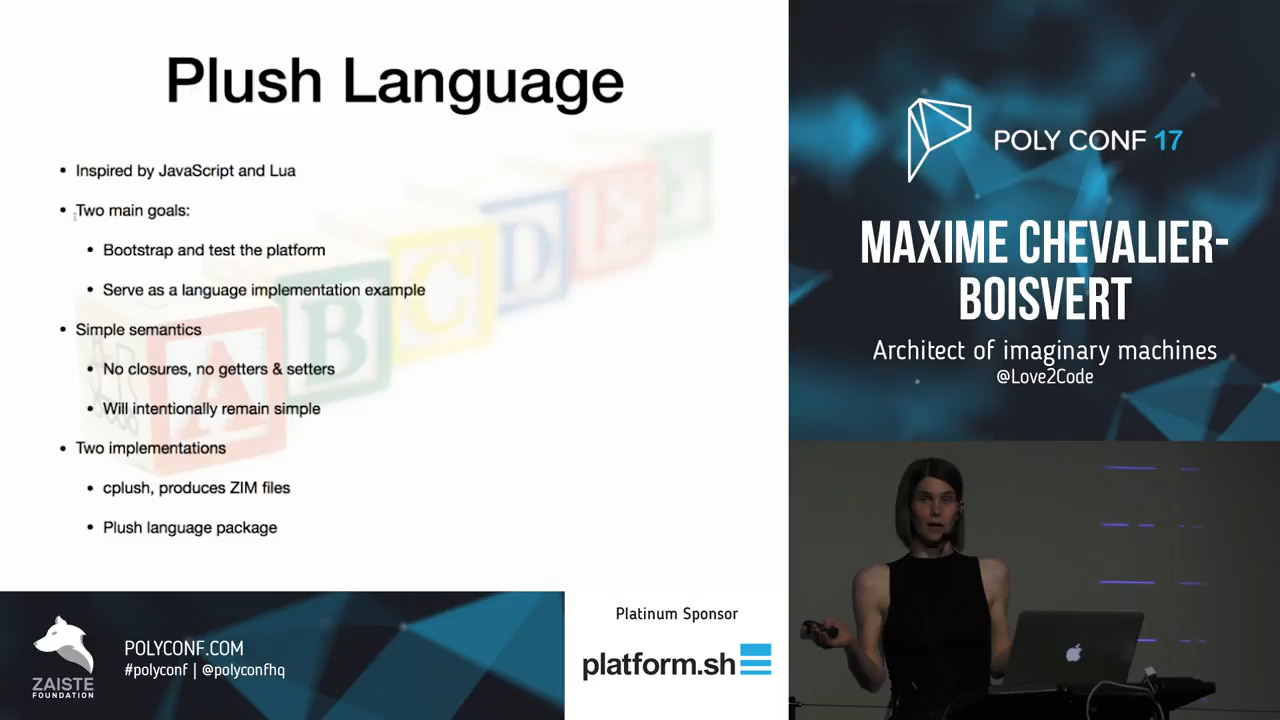 Plush Language
• Inspired by JavaScript and Lua
• Two main goals:
• Bootstrap and test the platform
• Serve as a language implementation example
• Simple semantics
• No closures, no getters & setters
• Will intentionally remain simple
• Two implementations
• cplush, produces ZIM files
• Plush language package
A B C D E F
POLY CONF 17
MAXIME CHEVALIER-
BOISVERT
Architect of imaginary machines
@Love2Code
ZAISTE
FOUNDATION
POLYCONF.COM
#polyconf | @polyconfhq
Platinum Sponsor
platform.sh